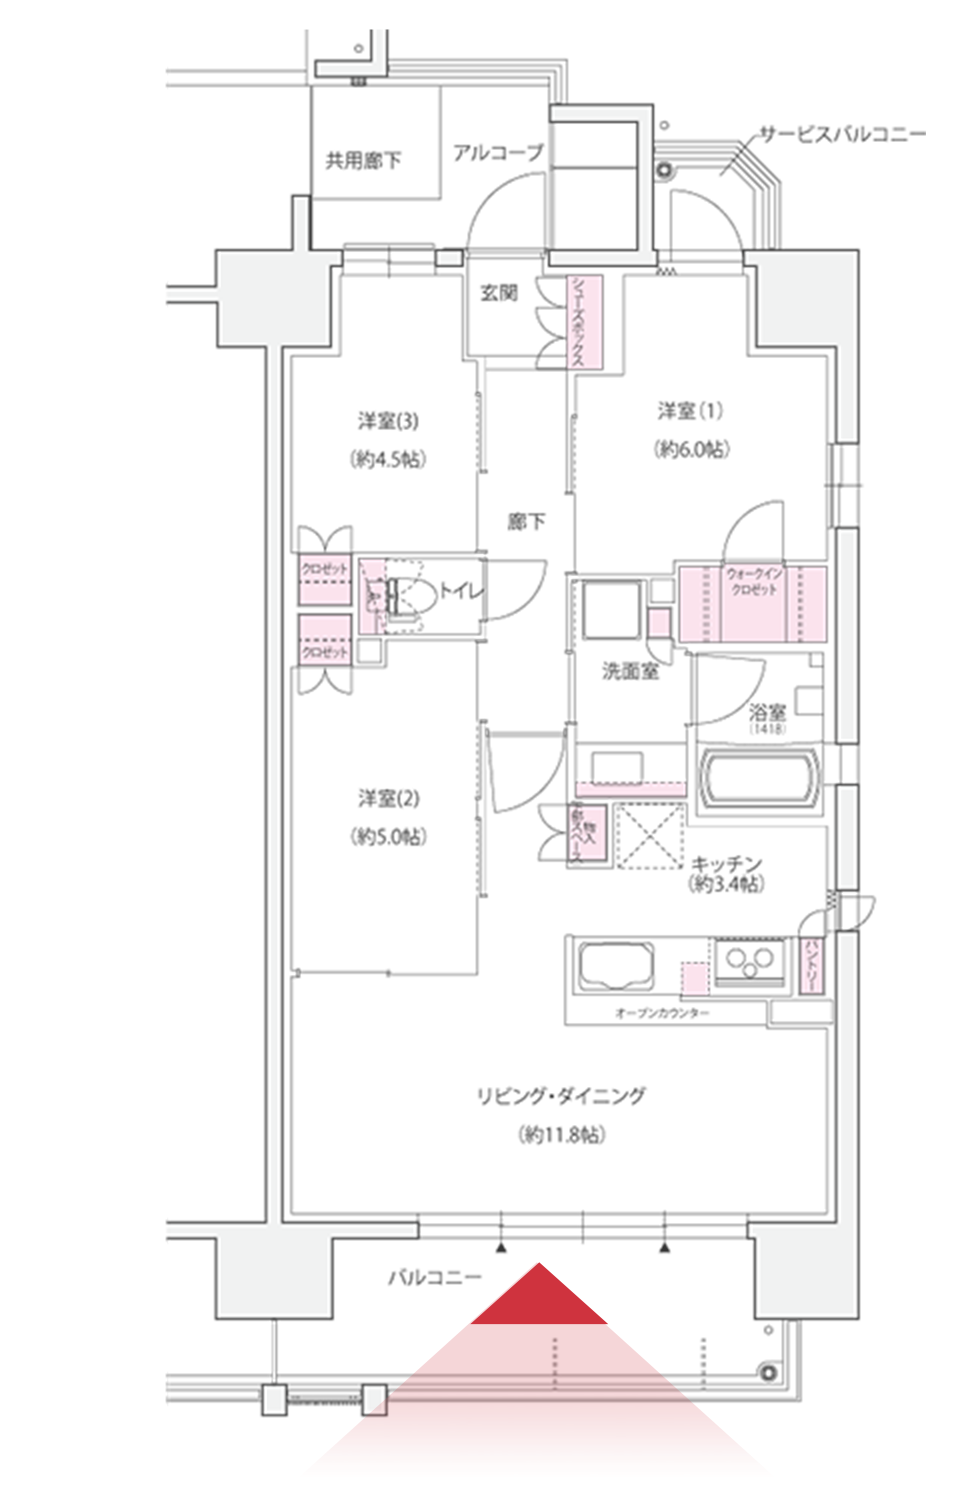 サービスバルコニー
共用廊下
アルコーブ
玄関
シューズボックス
洋室(3)
(約4.5帖)
洋室(1)
(約6.0帖)
廊下
クロゼット
トイレ
ウォークイン
クロゼット
クロゼット
洗面室
浴室
(1418)
洋室(2)
(約5.0帖)
物入
下部スペース
キッチン
(約3.4帖)
パントリー
オープンカウンター
リビング・ダイニング
(約11.8帖)
バルコニー